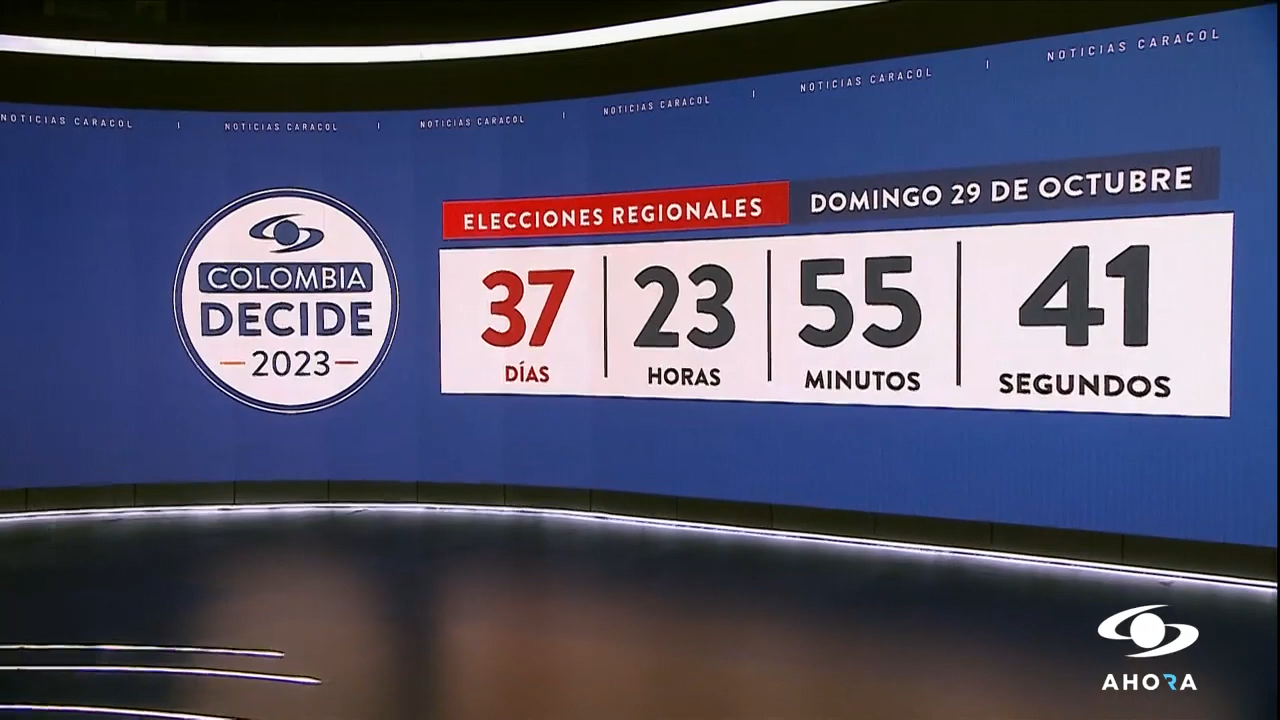 NOTICIAS CARACOL | NOTICIAS CARACOL | NOTICIAS CARACOL | NOTICIAS CARACOL | NOTICIAS CARACOL | NOTICIAS CARACOL
COLOMBIA
DECIDE
2023
ELECCIONES REGIONALES
DOMINGO 29 DE OCTUBRE
37 23 55 41
DÍAS HORAS MINUTOS SEGUNDOS
AHORA